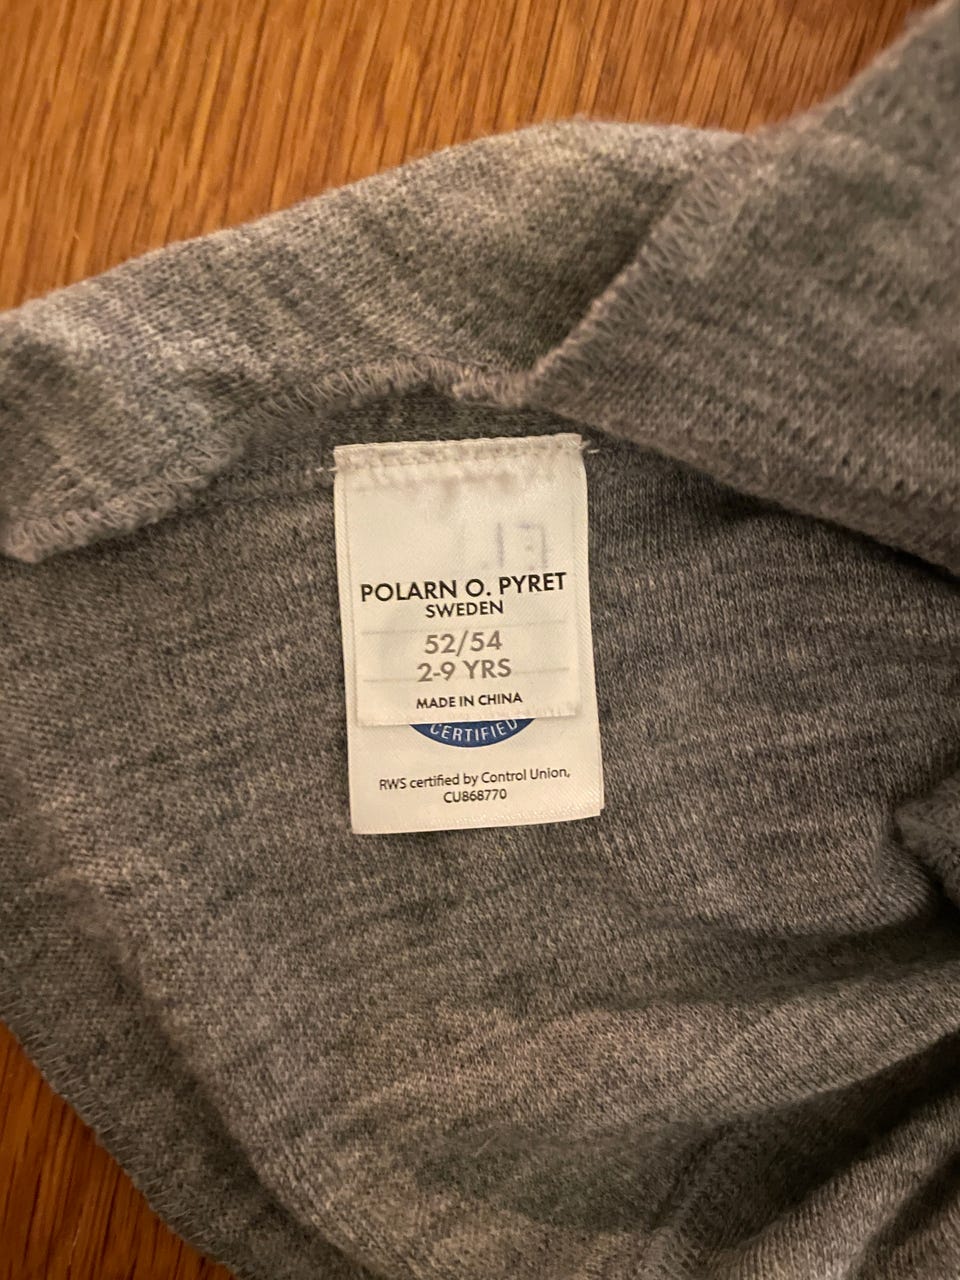 POLARN O. PYRET
SWEDEN
52/54
2-9 YRS
MADE IN CHINA
CERTIFIED
RWS certified by Control Union,
CU868770